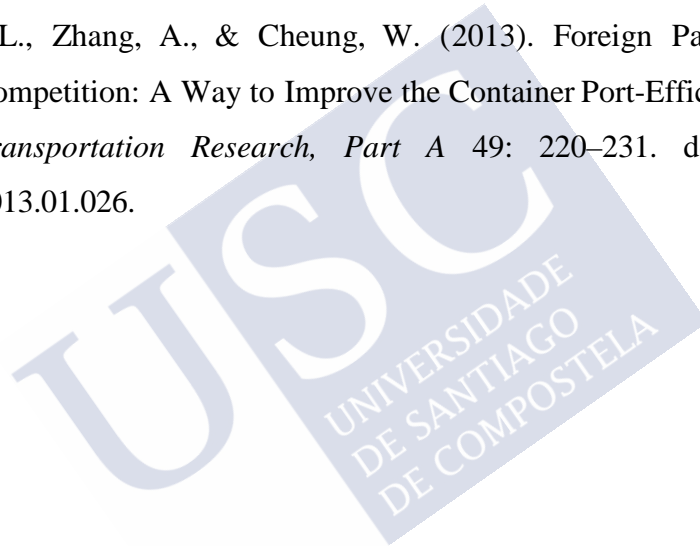 L., Zhang, A., & Cheung, W. (2013). Foreign Pa
ompetition: A Way to Improve the Container Port-Effic
ransportation Research, Part A 49: 220–231. d
013.01.026.
USC
UNIVERSIDADE
DE SANTIAGO
DE COMPOSTELA